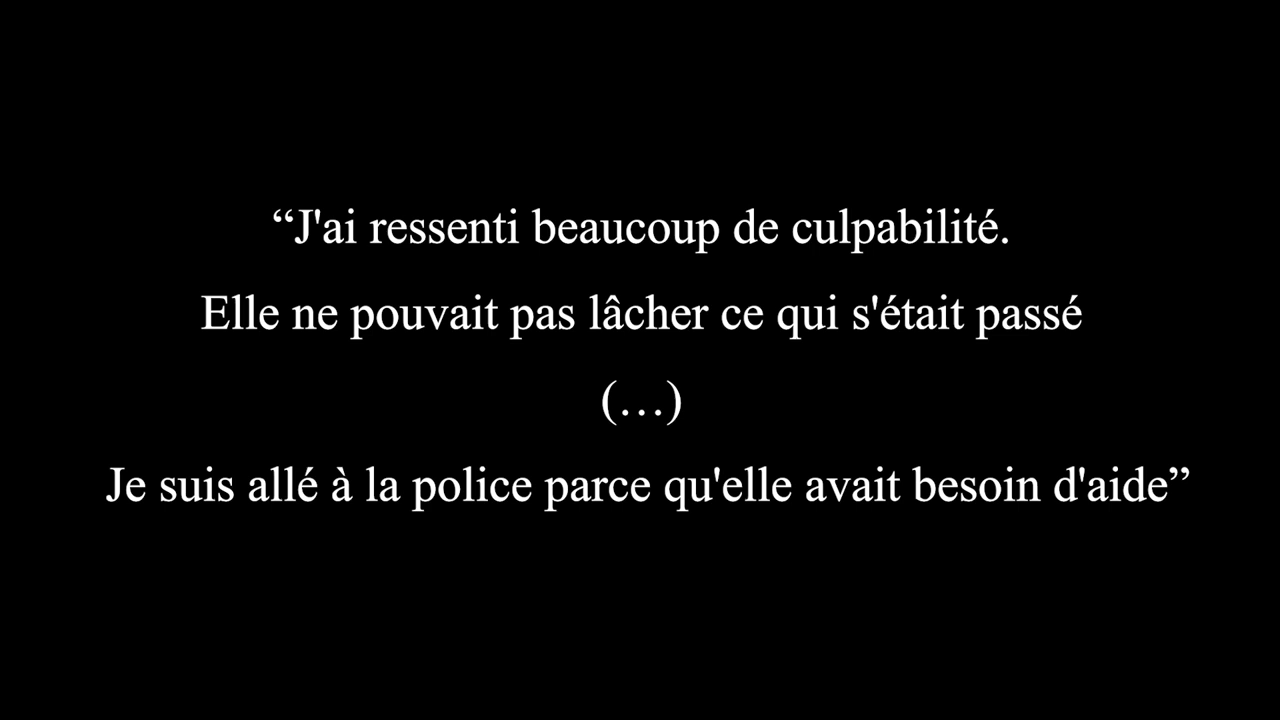 “J'ai ressenti beaucoup de culpabilité.
Elle ne pouvait pas lâcher ce qui s'était passé
(…)
Je suis allé à la police parce qu'elle avait besoin d'aide”